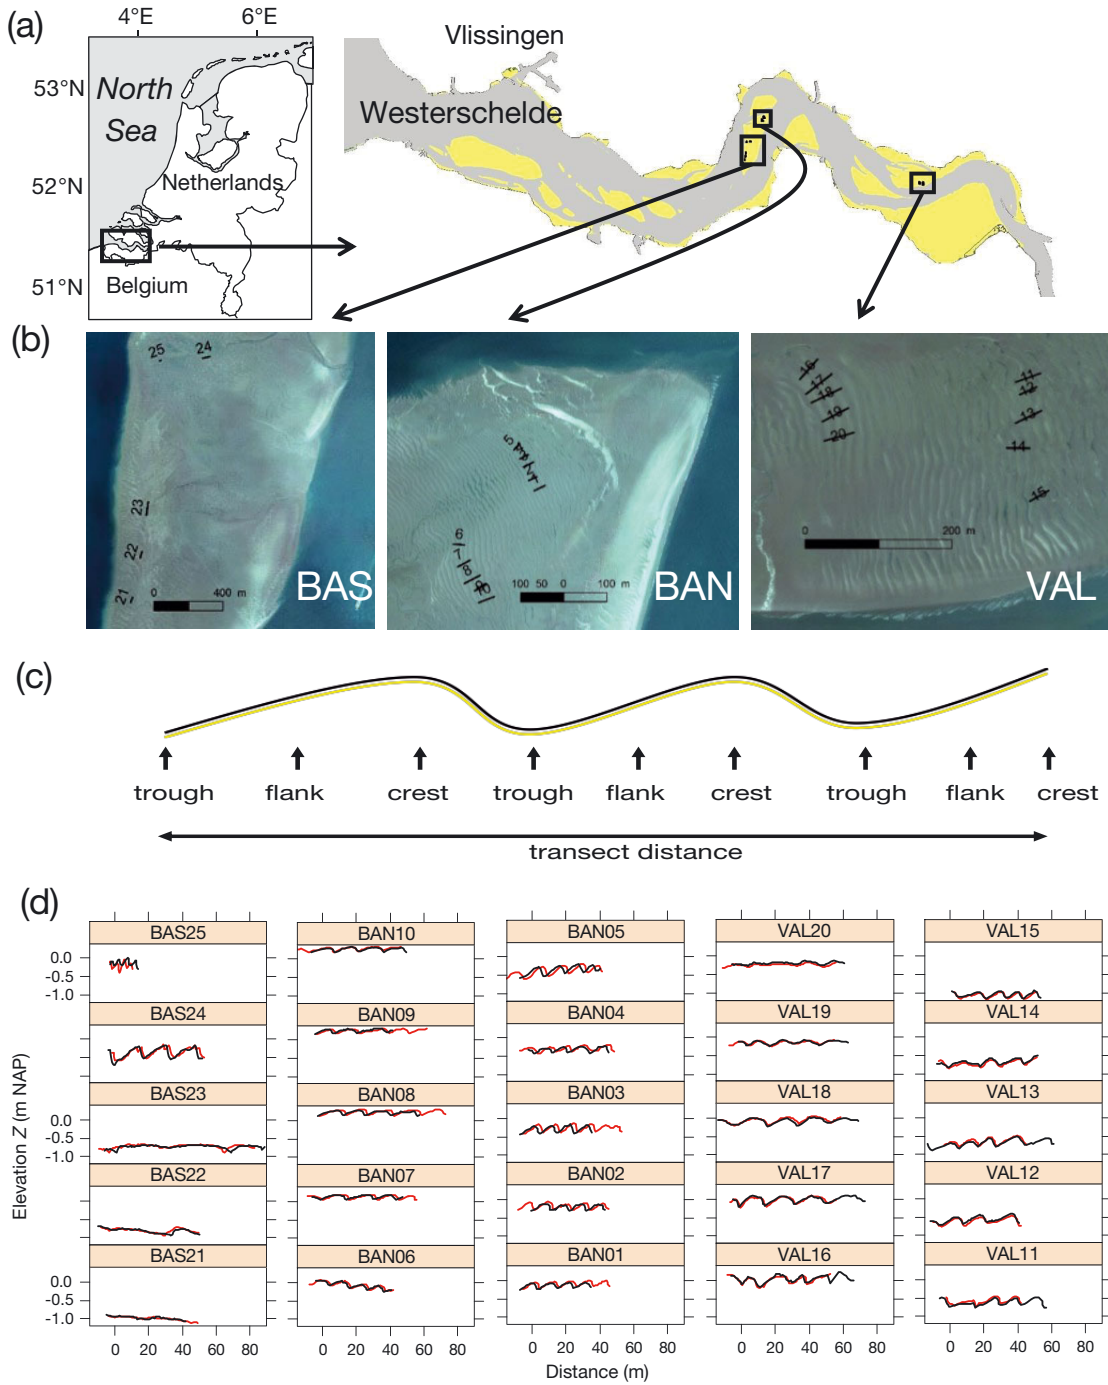 (a)
4°E 6°E
53°N
52°N
51°N
North
Sea
Netherlands
Belgium
Vlissingen
Westerschelde
(b)
25 24
23
22
21
0 400 m
BAS
5
6
7
8
100 50 0 100 m
BAN
16
17
18
19
20
11
12
13
14
15
0 200 m
VAL
(c)
trough flank crest trough flank crest trough flank crest
transect distance
(d)
0 20 40 60 80 0 20 40 60 80 0 20 40 60 80 0 20 40 60 80 0 20 40 60 80
BAS25 BAN10 BAN05 VAL20 VAL15
0.0
-0.5
-1.0
BAS24 BAN09 BAN04 VAL19 VAL14
BAS23 BAN08 BAN03 VAL18 VAL13
0.0
-0.5
-1.0
BAS22 BAN07 BAN02 VAL17 VAL12
BAS21 BAN06 BAN01 VAL16 VAL11
0.0
-0.5
-1.0
Elevation Z (m NAP)
Distance (m)